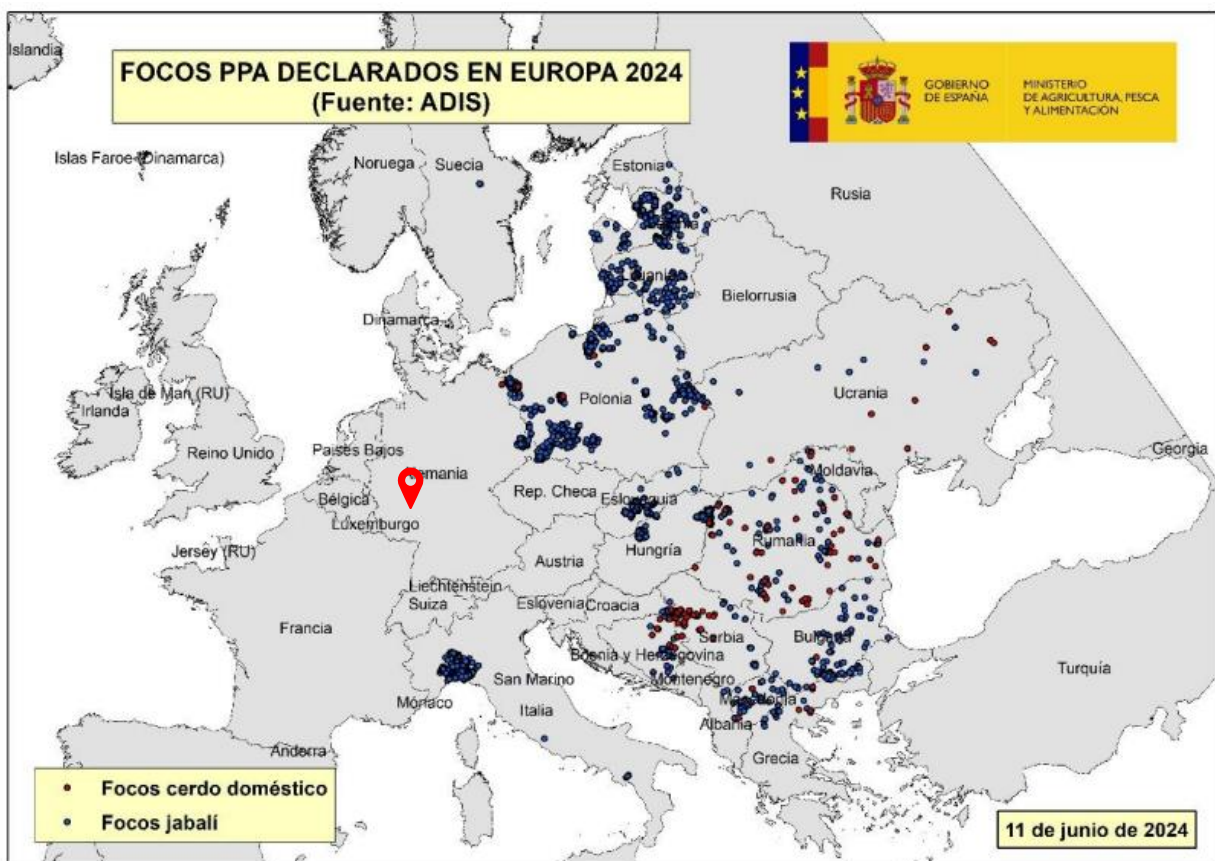 Islandia
FOCOS PPA DECLARADOS EN EUROPA 2024
(Fuente: ADIS)
GOBIERNO
DE ESPAÑA
MINISTERIO
DE AGRICULTURA, PESCA
Y ALIMENTACIÓN
Islas Faroe (Dinamarca)
Noruega
Suecia
Estonia
Rusia
Bielorrusia
Dinamarca
Isla de Man (RU)
Irlanda
Reino Unido
Países Bajos
Polonia
Ucrania
Georgia
Bélgica
Luxemburgo
Rep. Checa
Eslovaquia
Moldavia
Jersey (RU)
Austria
Hungría
Rumania
Liechtenstein
Suiza
Eslovenia
Croacia
Francia
Serbia
Bulgaria
Bosnia y Herzegovina
Turquía
San Marino
Montenegro
Mónaco
Italia
Macedonia
Albania
Andorra
Grecia
Focos cerdo doméstico
Focos jabalí
11 de junio de 2024